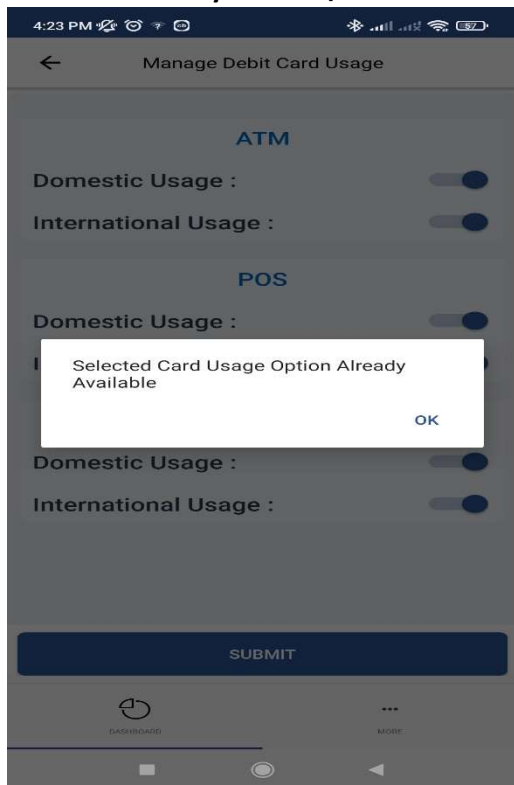 4:23 PM
57
Manage Debit Card Usage
ATM
Domestic Usage :
International Usage :
POS
Domestic Usage :
I
Selected Card Usage Option Already
Available
OK
Domestic Usage :
International Usage :
SUBMIT
DASHBOARD
MORE